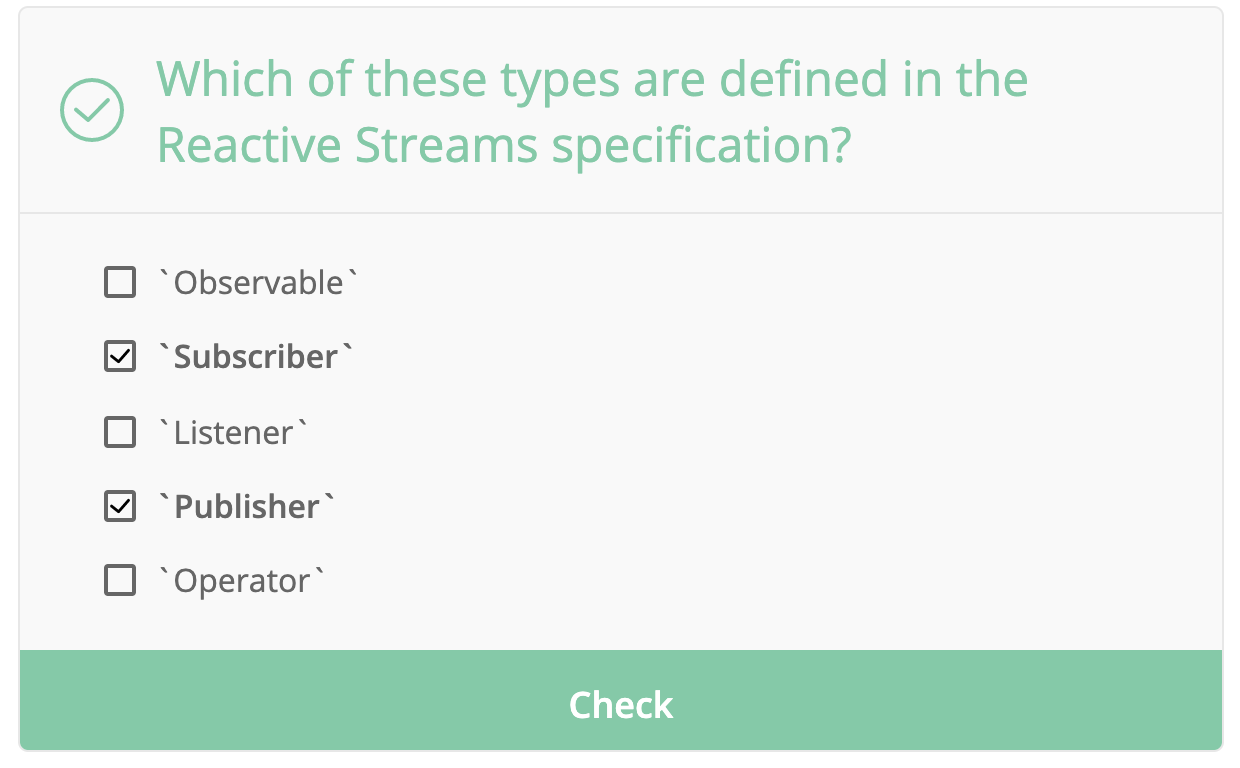 Which of these types are defined in the
Reactive Streams specification?
`Observable`
`Subscriber`
`Listener`
`Publisher`
`Operator`
Check